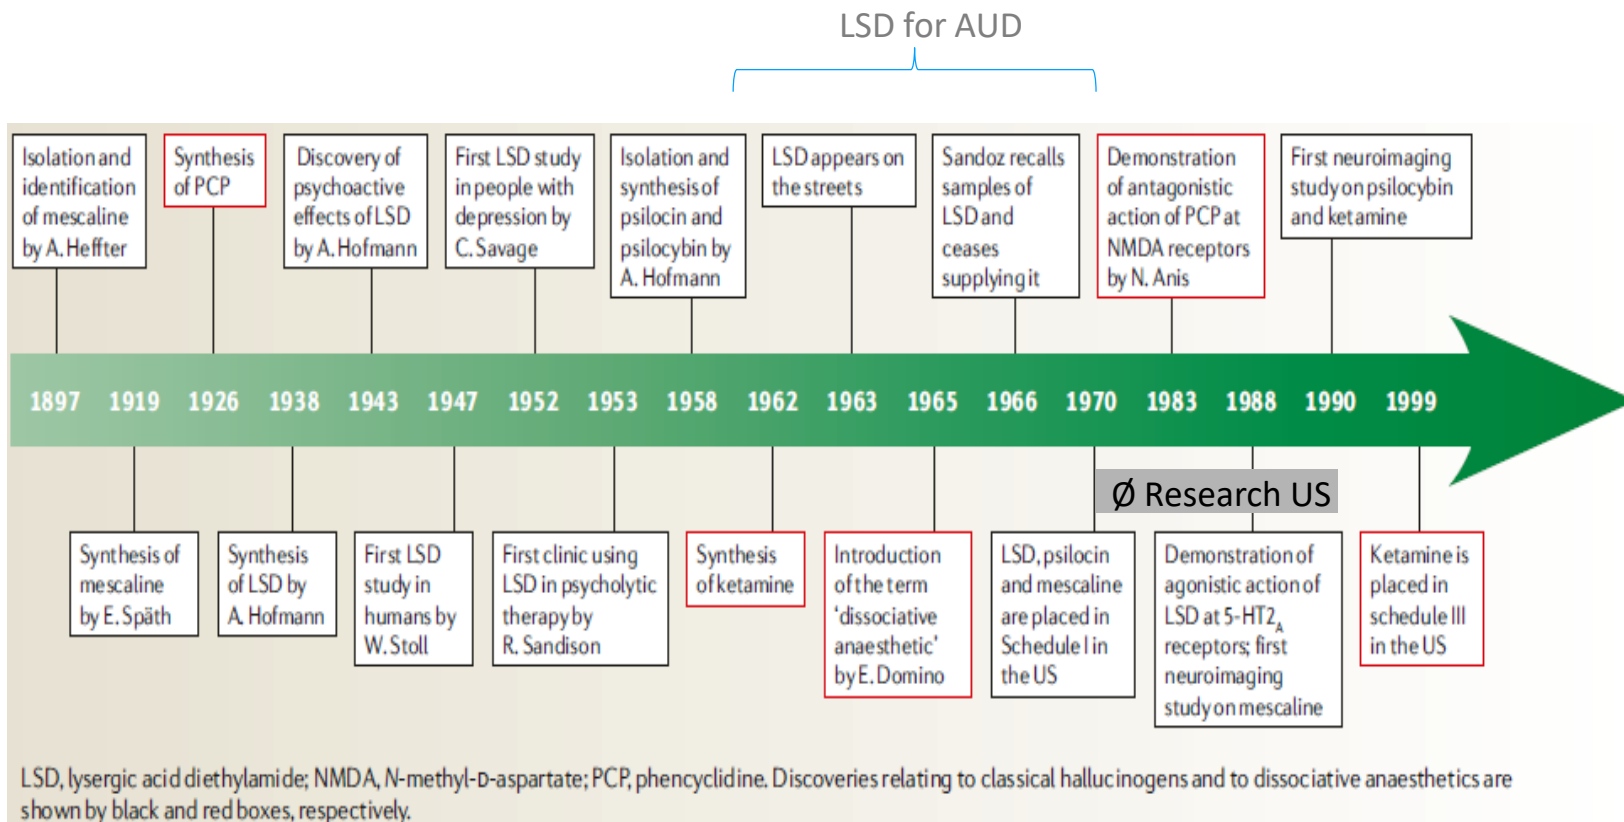 LSD for AUD
Isolation and
identification
of mescaline
by A. Heffter
Synthesis
of PCP
Discovery of
psychoactive
effects of LSD
by A. Hofmann
First LSD study
in people with
depression by
C. Savage
Isolation and
synthesis of
psilocin and
psilocybin by
A. Hofmann
LSD appears on
the streets
Sandoz recalls
samples of
LSD and
ceases
supplying it
Demonstration
of antagonistic
action of PCP at
NMDA receptors
by N. Anis
First neuroimaging
study on psilocybin
and ketamine
1897 1919 1926 1938 1943 1947 1952 1953 1958 1962 1963 1965 1966 1970 1983 1988 1990 1999
Ø Research US
Synthesis of
mescaline
by E. Späth
Synthesis
of LSD by
A. Hofmann
First LSD
study in
humans by
W. Stoll
First clinic using
LSD in psycholytic
therapy by
R. Sandison
Synthesis
of ketamine
Introduction
of the term
‘dissociative
anaesthetic’
by E. Domino
LSD, psilocin
and mescaline
are placed in
Schedule I in
the US
Demonstration of
agonistic action of
LSD at 5-HT2A
receptors; first
neuroimaging
study on mescaline
Ketamine is
placed in
schedule III
in the US
LSD, lysergic acid diethylamide; NMDA, N-methyl-D-aspartate; PCP, phencyclidine. Discoveries relating to classical hallucinogens and to dissociative anaesthetics are
shown by black and red boxes, respectively.